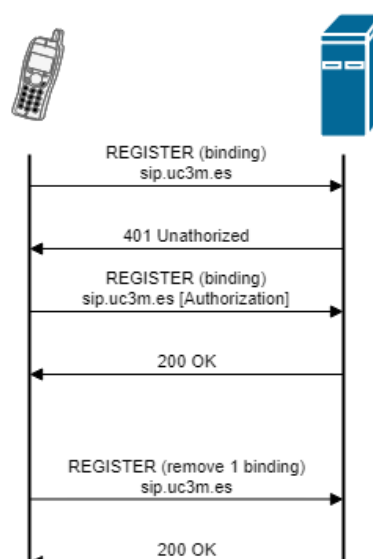 REGISTER (binding)
sip.uc3m.es
401 Unathorized
REGISTER (binding)
sip.uc3m.es [Authorization]
200 OK
REGISTER (remove 1 binding)
sip.uc3m.es
200 OK